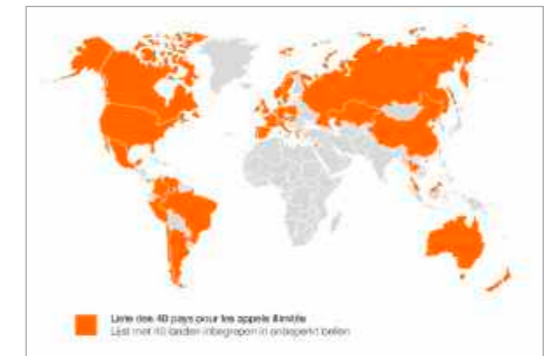 Liste des 40 pays pour les appels illimités
Lijst met 40 landen inbegrepen in onbeperkt bellen